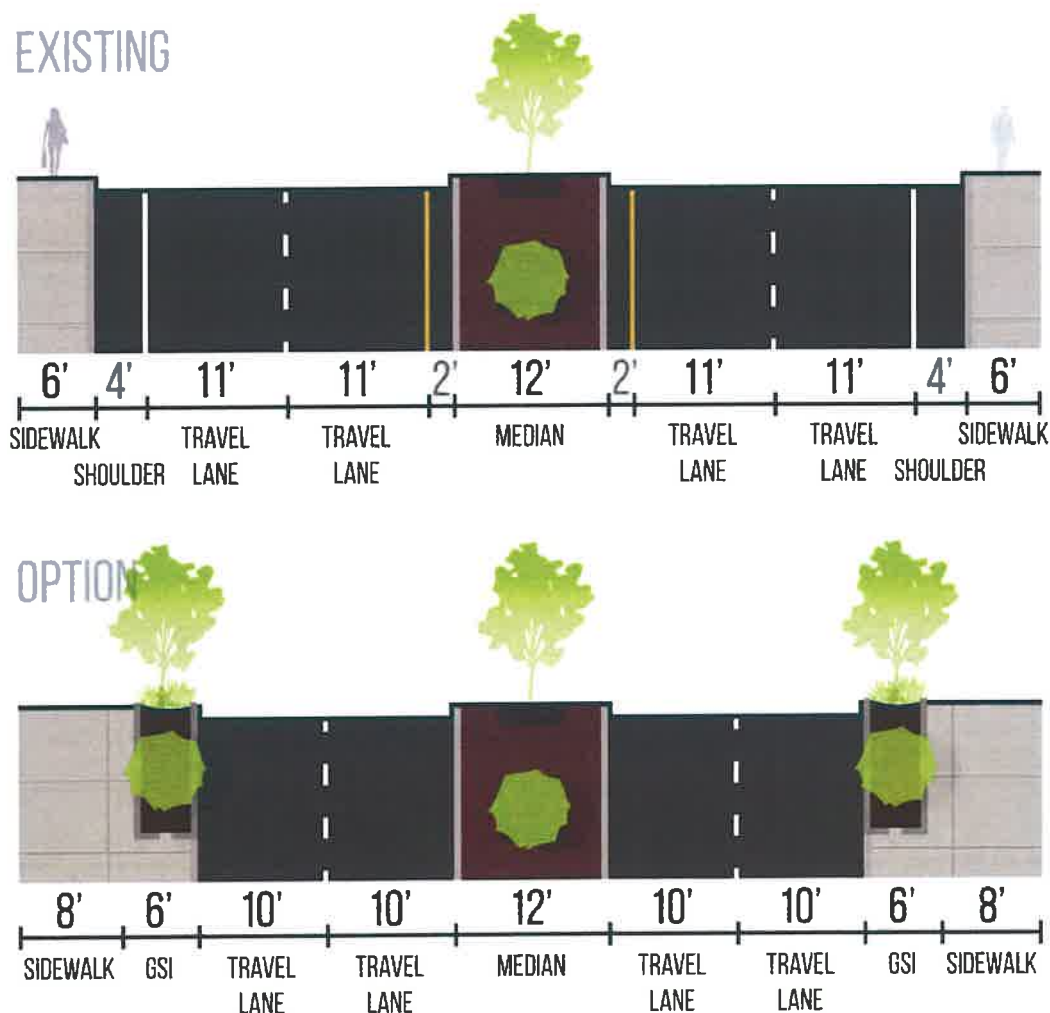 EXISTING
6' 4' 11' 11' 2' 12' 2' 11' 11' 4' 6'
SIDEWALK TRAVEL TRAVEL MEDIAN TRAVEL TRAVEL SIDEWALK
SHOULDER LANE LANE LANE LANE SHOULDER
OPTION
8' 6' 10' 10' 12' 10' 10' 6' 8'
SIDEWALK GSI TRAVEL TRAVEL MEDIAN TRAVEL TRAVEL GSI SIDEWALK
LANE LANE LANE LANE